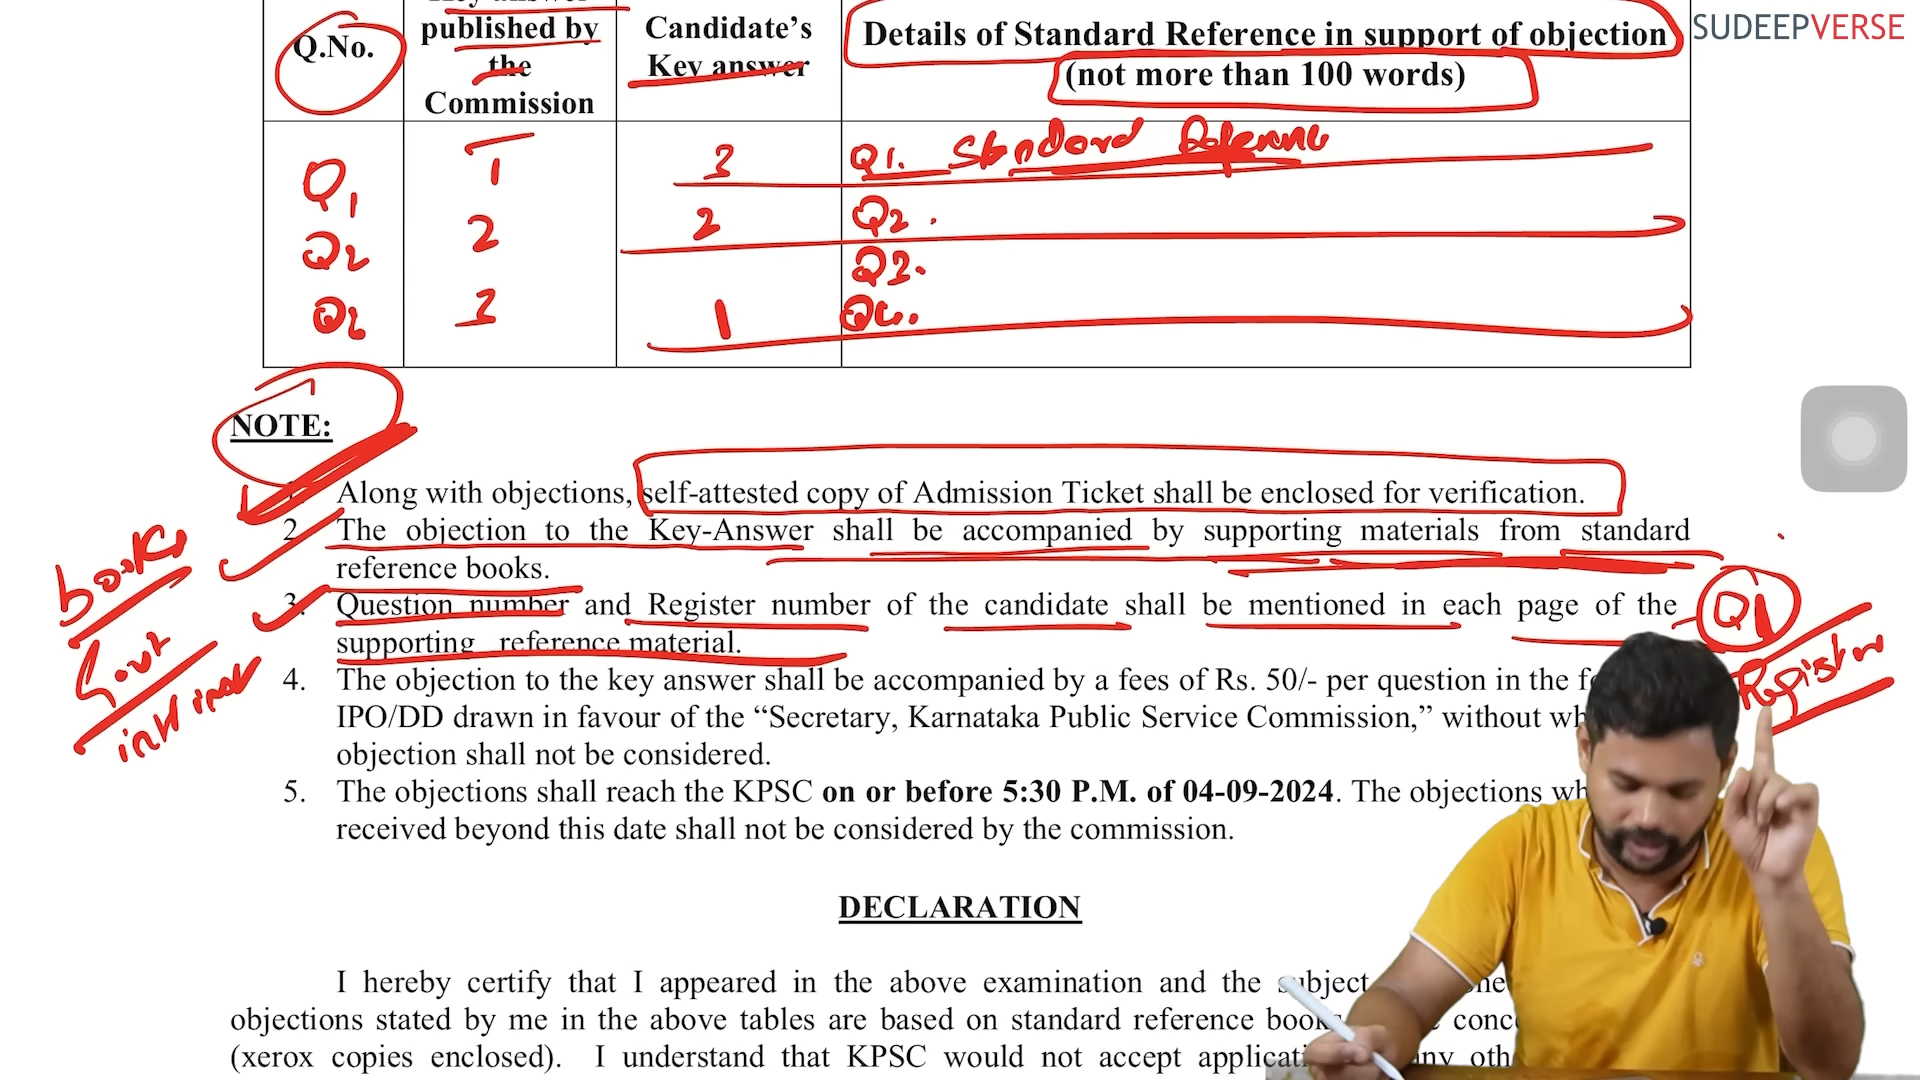 SUDEEPVERSE
Q.No.
Key answer
published by
the
Commission
Candidate's
Key answer
Details of Standard Reference in support of objection
(not more than 100 words)
Q1 1 3 Q1. Standard Reference
Q2 2 2 Q2.
Q3.
3 1
NOTE:
Along with objections, self-attested copy of Admission Ticket shall be enclosed for verification.
2. The objection to the Key-Answer shall be accompanied by supporting materials from standard
reference books.
3. Question number and Register number of the candidate shall be mentioned in each page of the
supporting reference material.
4. The objection to the key answer shall be accompanied by a fees of Rs. 50/- per question in the
IPO/DD drawn in favour of the “Secretary, Karnataka Public Service Commission,” without
objection shall not be considered.
5. The objections shall reach the KPSC on or before 5:30 P.M. of 04-09-2024. The objections
received beyond this date shall not be considered by the commission.
books
Govt
Q1
Register
DECLARATION
I hereby certify that I appeared in the above examination and the subject
objections stated by me in the above tables are based on standard reference
(xerox copies enclosed). I understand that KPSC would not accept